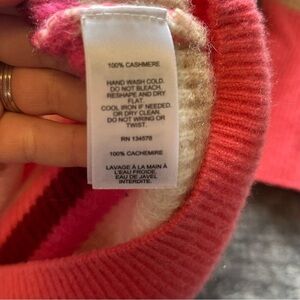 100% CASHMERE
HAND WASH COLD.
DO NOT BLEACH.
RESHAPE AND DRY
FLAT
COOL IRON IF NEEDED.
OR DRY CLEAN.
DO NOT WRING OR
TWIST.
RN 134578
100% CACHEMIRE
LAVAGE À LA MAIN À
L'EAU FROIDE.
EAU DE JAVEL
INTERDITE.